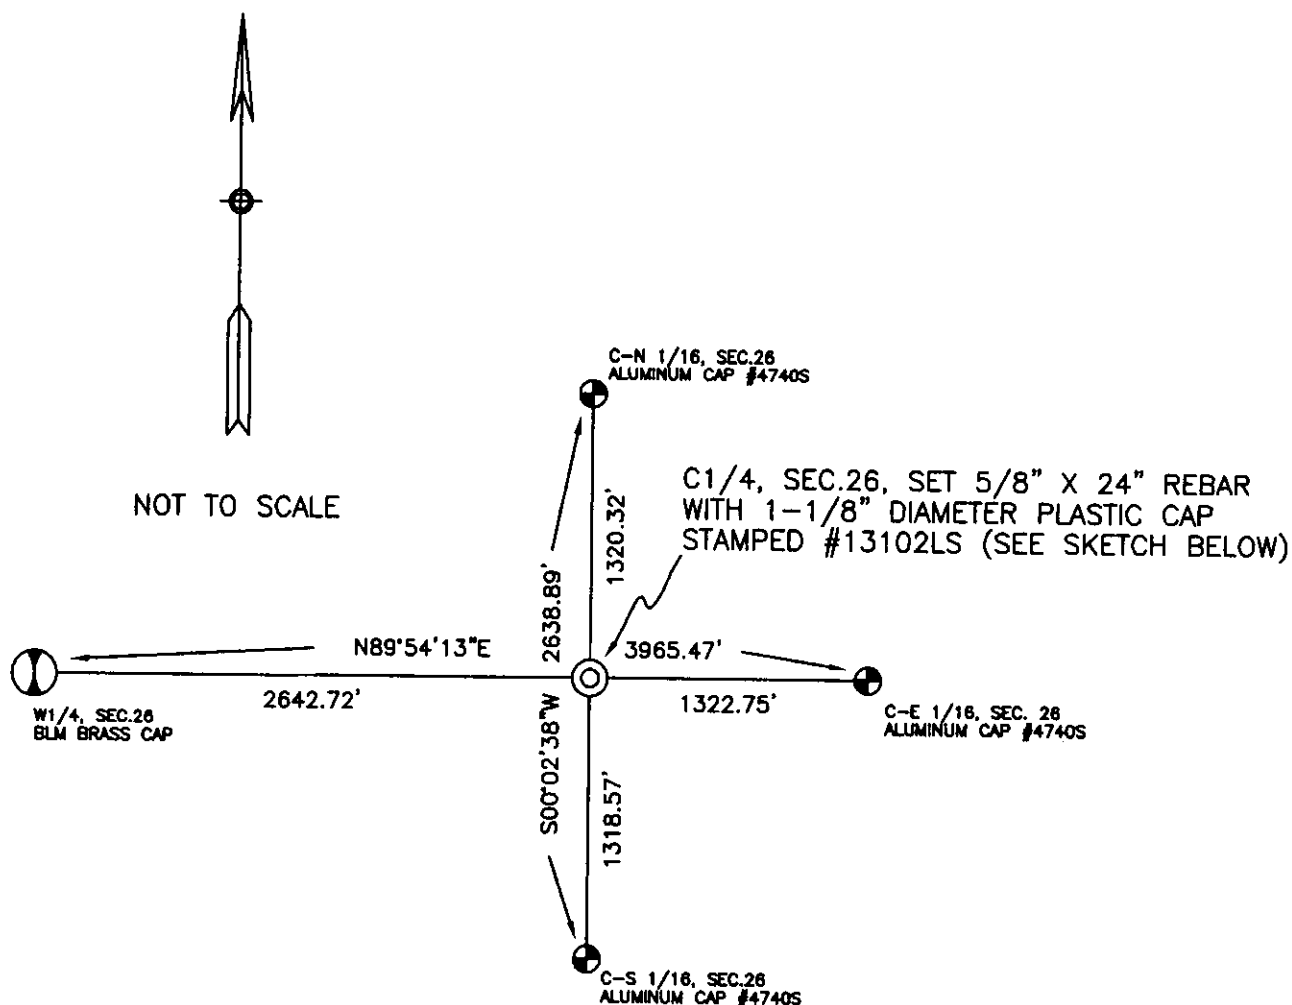 C-N 1/16, SEC.26
ALUMINUM CAP #4740S
C1/4, SEC.26, SET 5/8" X 24" REBAR
WITH 1-1/8" DIAMETER PLASTIC CAP
STAMPED #13102LS (SEE SKETCH BELOW)
NOT TO SCALE
1320.32'
2638.89'
N89°54'13"E
3965.47'
2642.72'
1322.75'
W1/4, SEC.26
BLM BRASS CAP
C-E 1/16, SEC. 26
ALUMINUM CAP #4740S
S00°02'38"W
1318.57'
C-S 1/16, SEC.26
ALUMINUM CAP #4740S